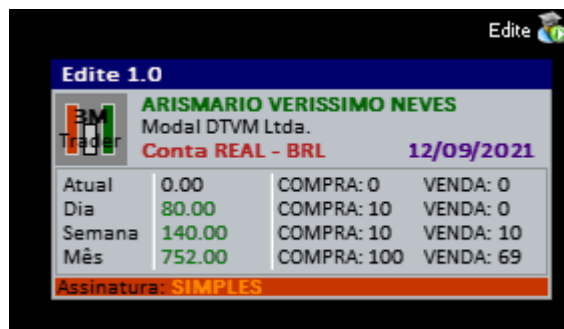 Edite
Edite 1.0
BM
Trader
ARISMARIO VERISSIMO NEVES
Modal DTVM Ltda.
Conta REAL - BRL 12/09/2021
Atual 0.00 COMPRA: 0 VENDA: 0
Dia 80.00 COMPRA: 10 VENDA: 0
Semana 140.00 COMPRA: 10 VENDA: 10
Mês 752.00 COMPRA: 100 VENDA: 69
Assinatura: SIMPLES